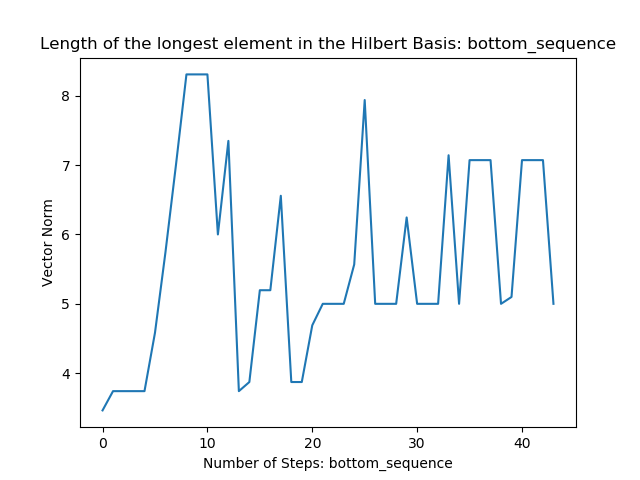 Length of the longest element in the Hilbert Basis: bottom_sequence
8
7
6
5
4
Vector Norm
0 10 20 30 40
Number of Steps: bottom_sequence